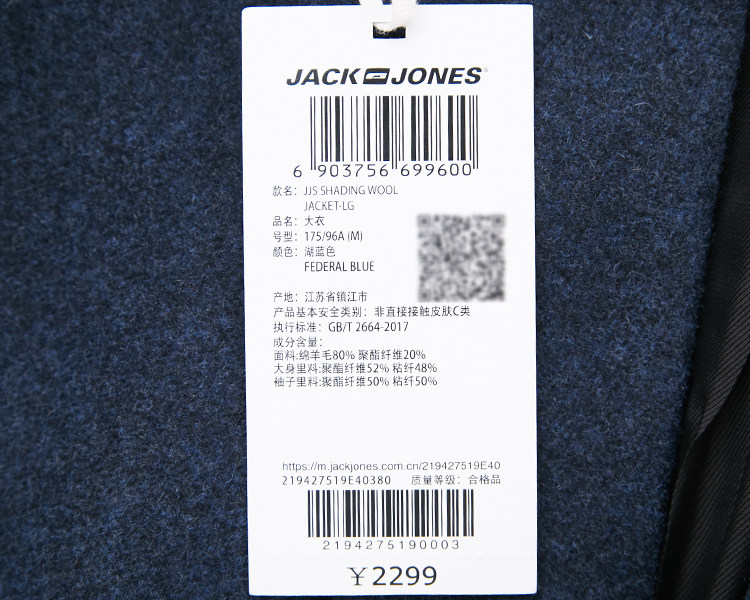 JACK JONES®
6 903756 699600
款名: JJS SHADING WOOL
JACKET-LG
品名: 大衣
号型: 175/96A (M)
颜色: 湖蓝色
FEDERAL BLUE
产地: 江苏省镇江市
产品基本安全类别: 非直接接触皮肤C类
执行标准: GB/T 2664-2017
成分含量:
面料:绵羊毛80% 聚酯纤维20%
大身里料:聚酯纤维52% 粘纤48%
袖子里料:聚酯纤维50% 粘纤50%
https://m.jackjones.com.cn/219427519E40
219427519E40380 质量等级: 合格品
2194275190003
￥2299